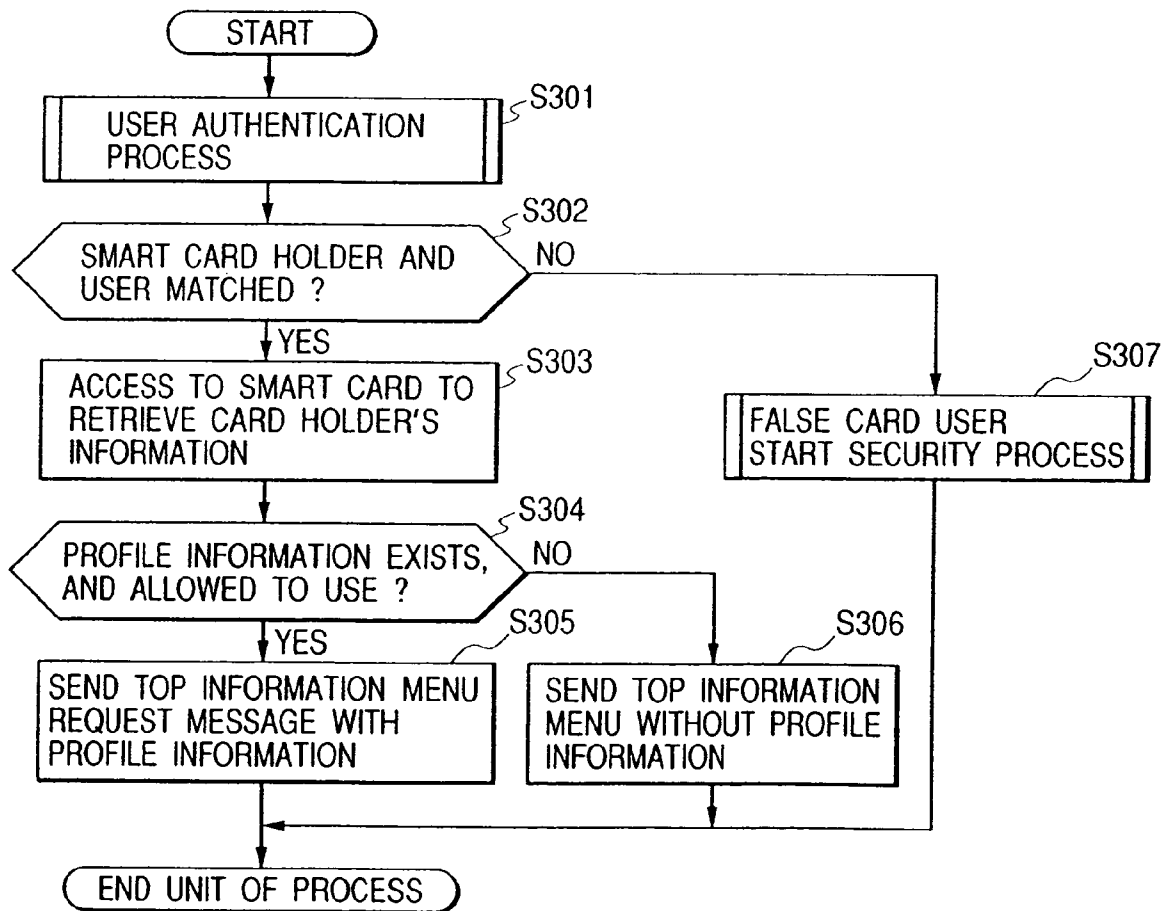 START
S301
USER AUTHENTICATION
PROCESS
S302
SMART CARD HOLDER AND
USER MATCHED ?
NO
YES
S303
ACCESS TO SMART CARD TO
RETRIEVE CARD HOLDER'S
INFORMATION
S307
FALSE CARD USER
START SECURITY PROCESS
S304
PROFILE INFORMATION EXISTS,
AND ALLOWED TO USE ?
NO
YES
S305
SEND TOP INFORMATION MENU
REQUEST MESSAGE WITH
PROFILE INFORMATION
S306
SEND TOP INFORMATION
MENU WITHOUT PROFILE
INFORMATION
END UNIT OF PROCESS